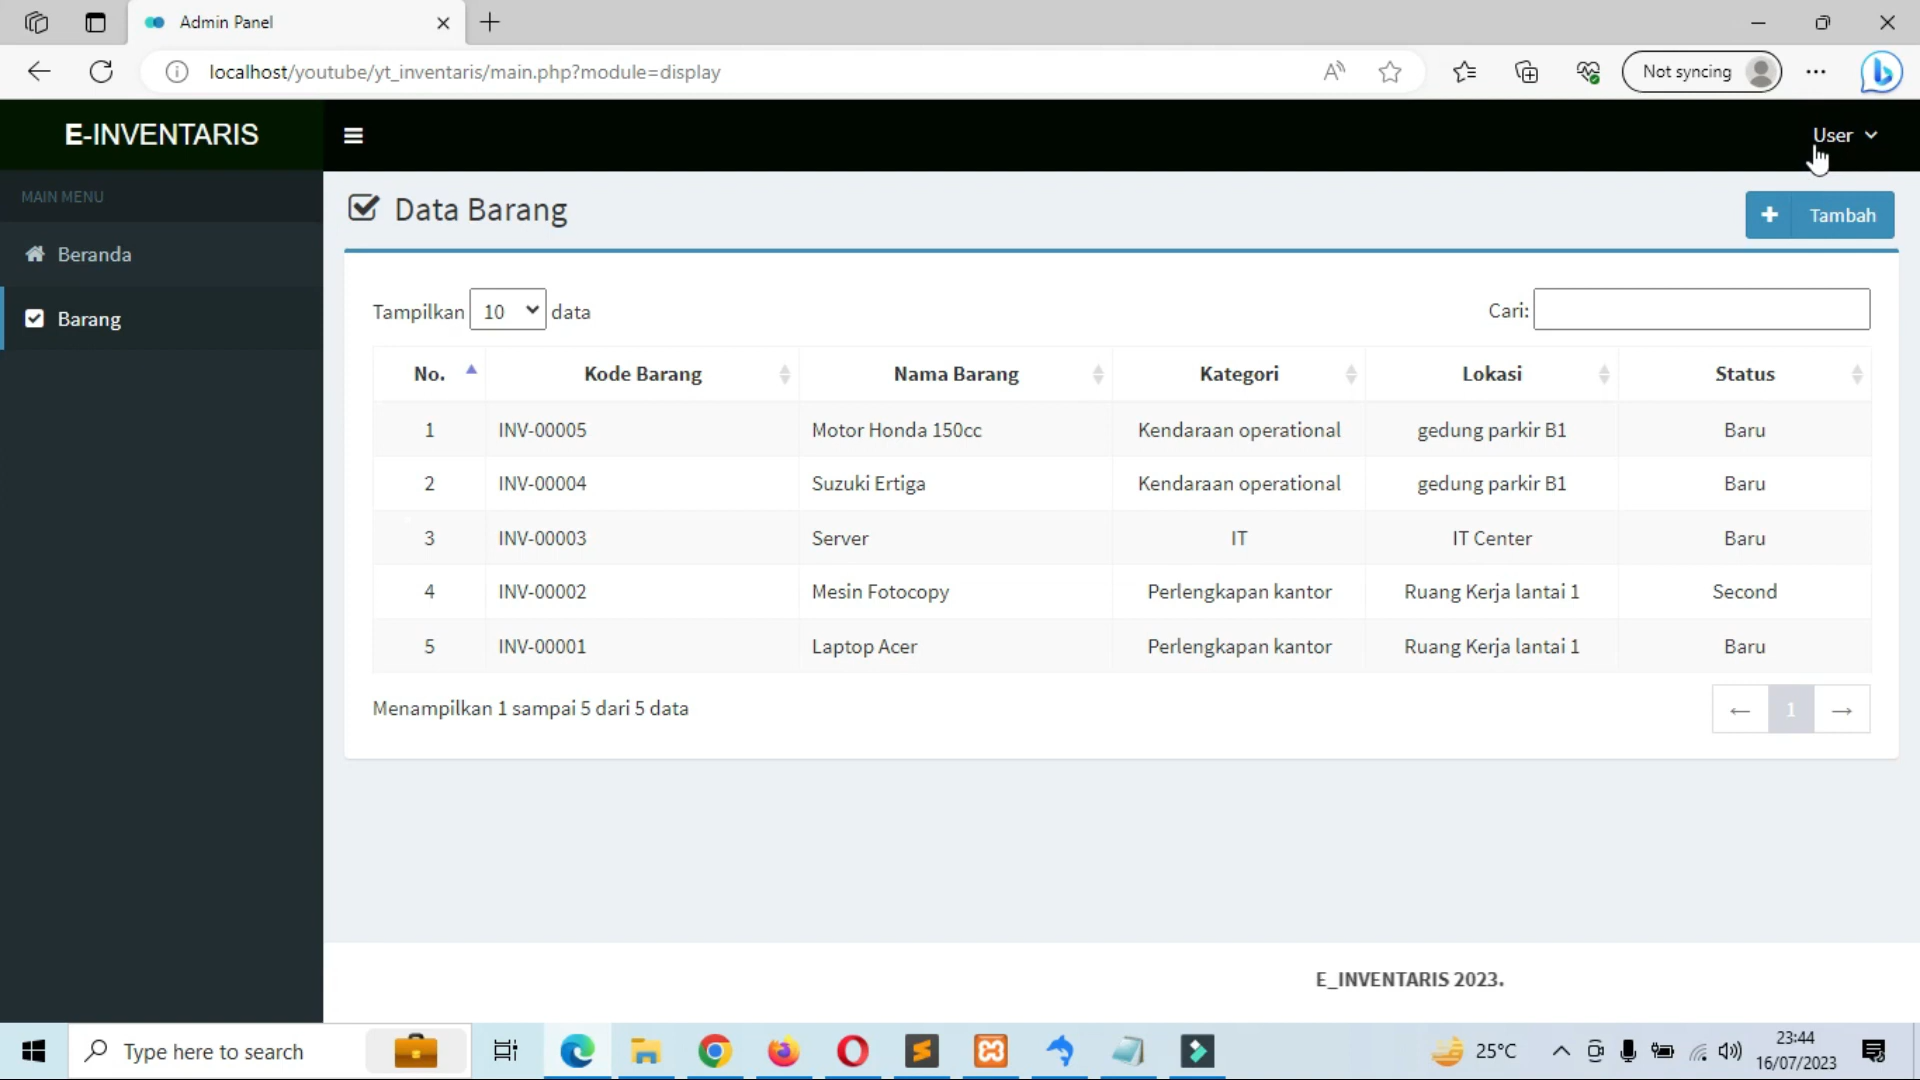 Admin Panel
localhost/youtube/yt_inventaris/main.php?module=display
Not syncing
E-INVENTARIS
User
MAIN MENU
Beranda
Barang
Data Barang
Tambah
Tampilkan 10 data
Cari:
No. Kode Barang Nama Barang Kategori Lokasi Status
1 INV-00005 Motor Honda 150cc Kendaraan operational gedung parkir B1 Baru
2 INV-00004 Suzuki Ertiga Kendaraan operational gedung parkir B1 Baru
3 INV-00003 Server IT IT Center Baru
4 INV-00002 Mesin Fotocopy Perlengkapan kantor Ruang Kerja lantai 1 Second
5 INV-00001 Laptop Acer Perlengkapan kantor Ruang Kerja lantai 1 Baru
Menampilkan 1 sampai 5 dari 5 data
← 1 →
E_INVENTARIS 2023.
Type here to search
25°C
23:44
16/07/2023